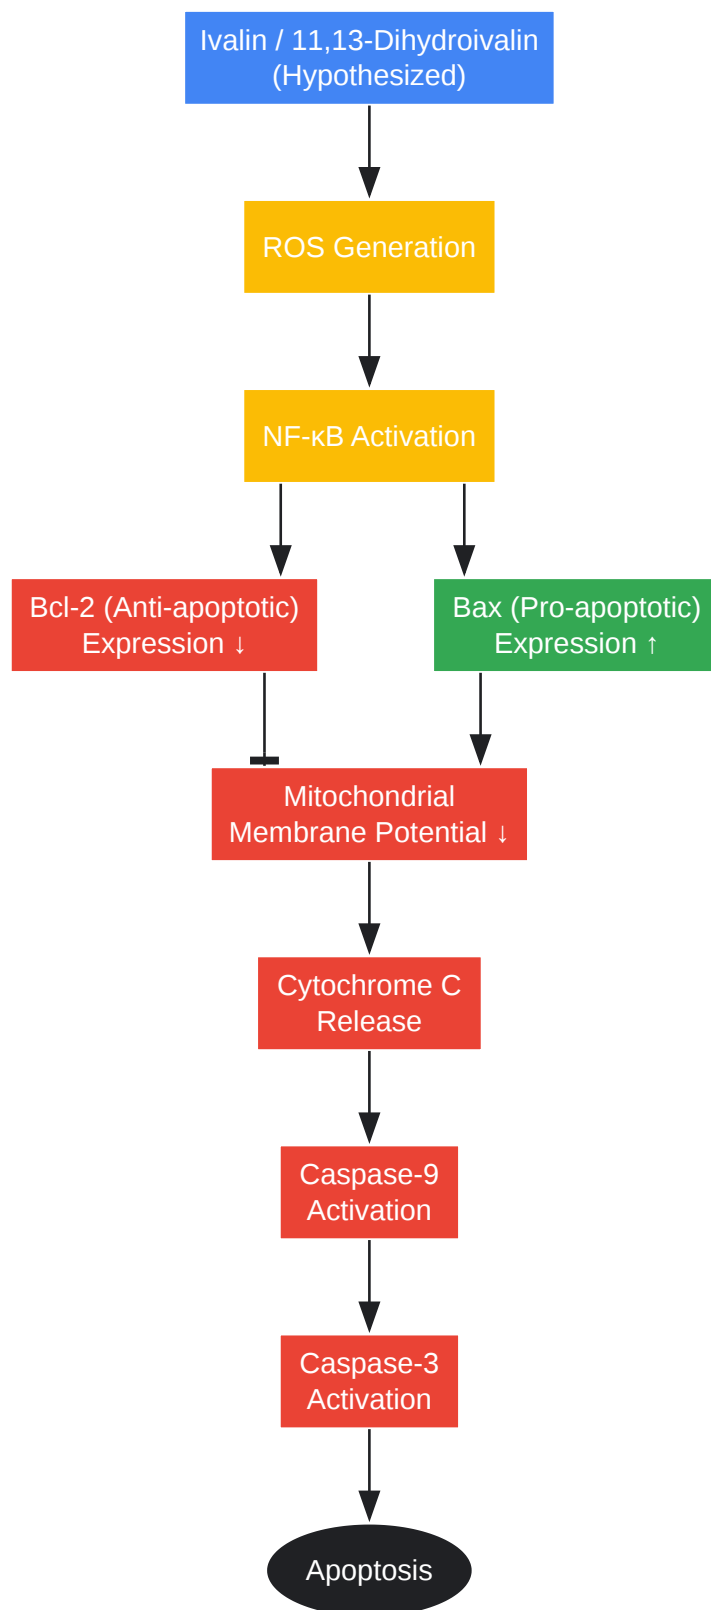 Ivalin / 11,13-Dihydroivalin
(Hypothesized)
ROS Generation
NF-κB Activation
Bcl-2 (Anti-apoptotic)
Expression ↓
Bax (Pro-apoptotic)
Expression ↑
Mitochondrial
Membrane Potential ↓
Cytochrome C
Release
Caspase-9
Activation
Caspase-3
Activation
Apoptosis